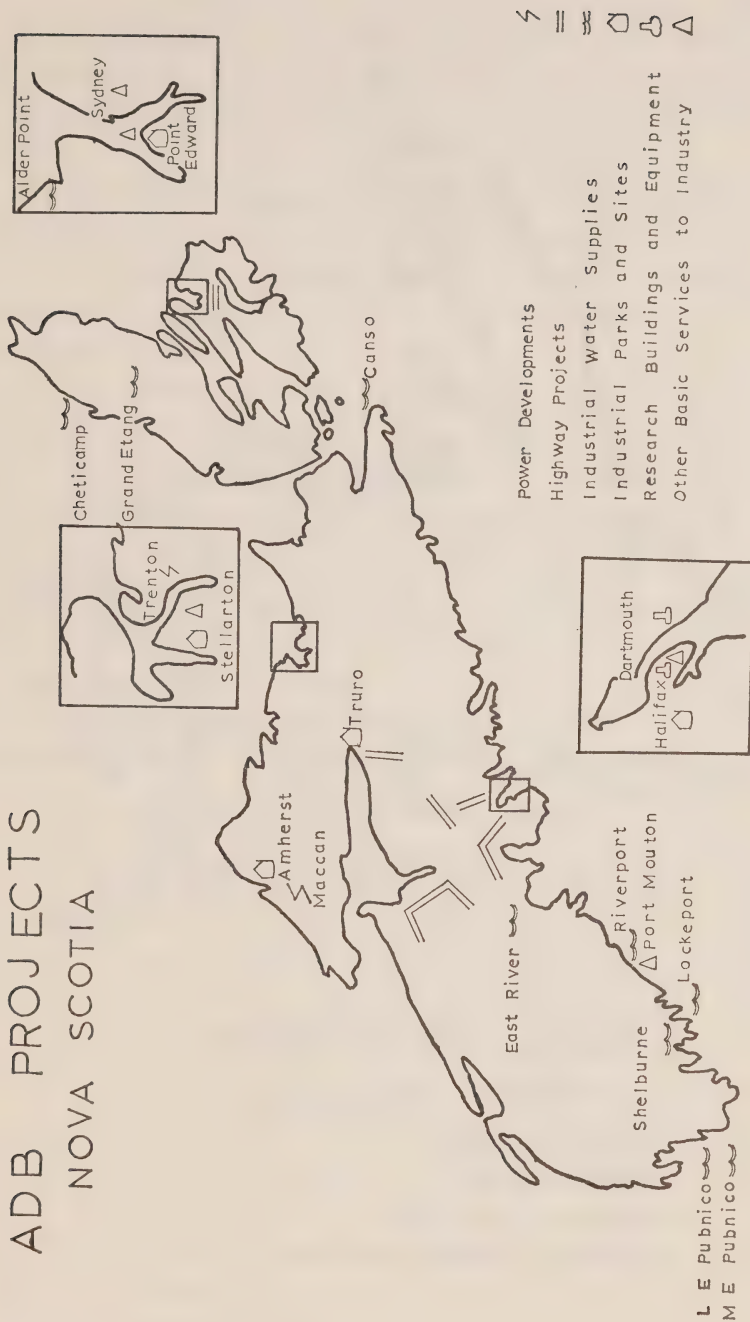 ADB PROJECTS
NOVA SCOTIA
Alder Point
Sydney
Point
Edward
Cheticamp
Grand Etang
Trenton
Stellarton
Canso
Truro
Amherst
Maccan
Dartmouth
Halifax
East River
Riverport
Port Mouton
Lockeport
Shelburne
L E Pubnico
M E Pubnico
Power Developments
Highway Projects
Industrial Water Supplies
Industrial Parks and Sites
Research Buildings and Equipment
Other Basic Services to Industry